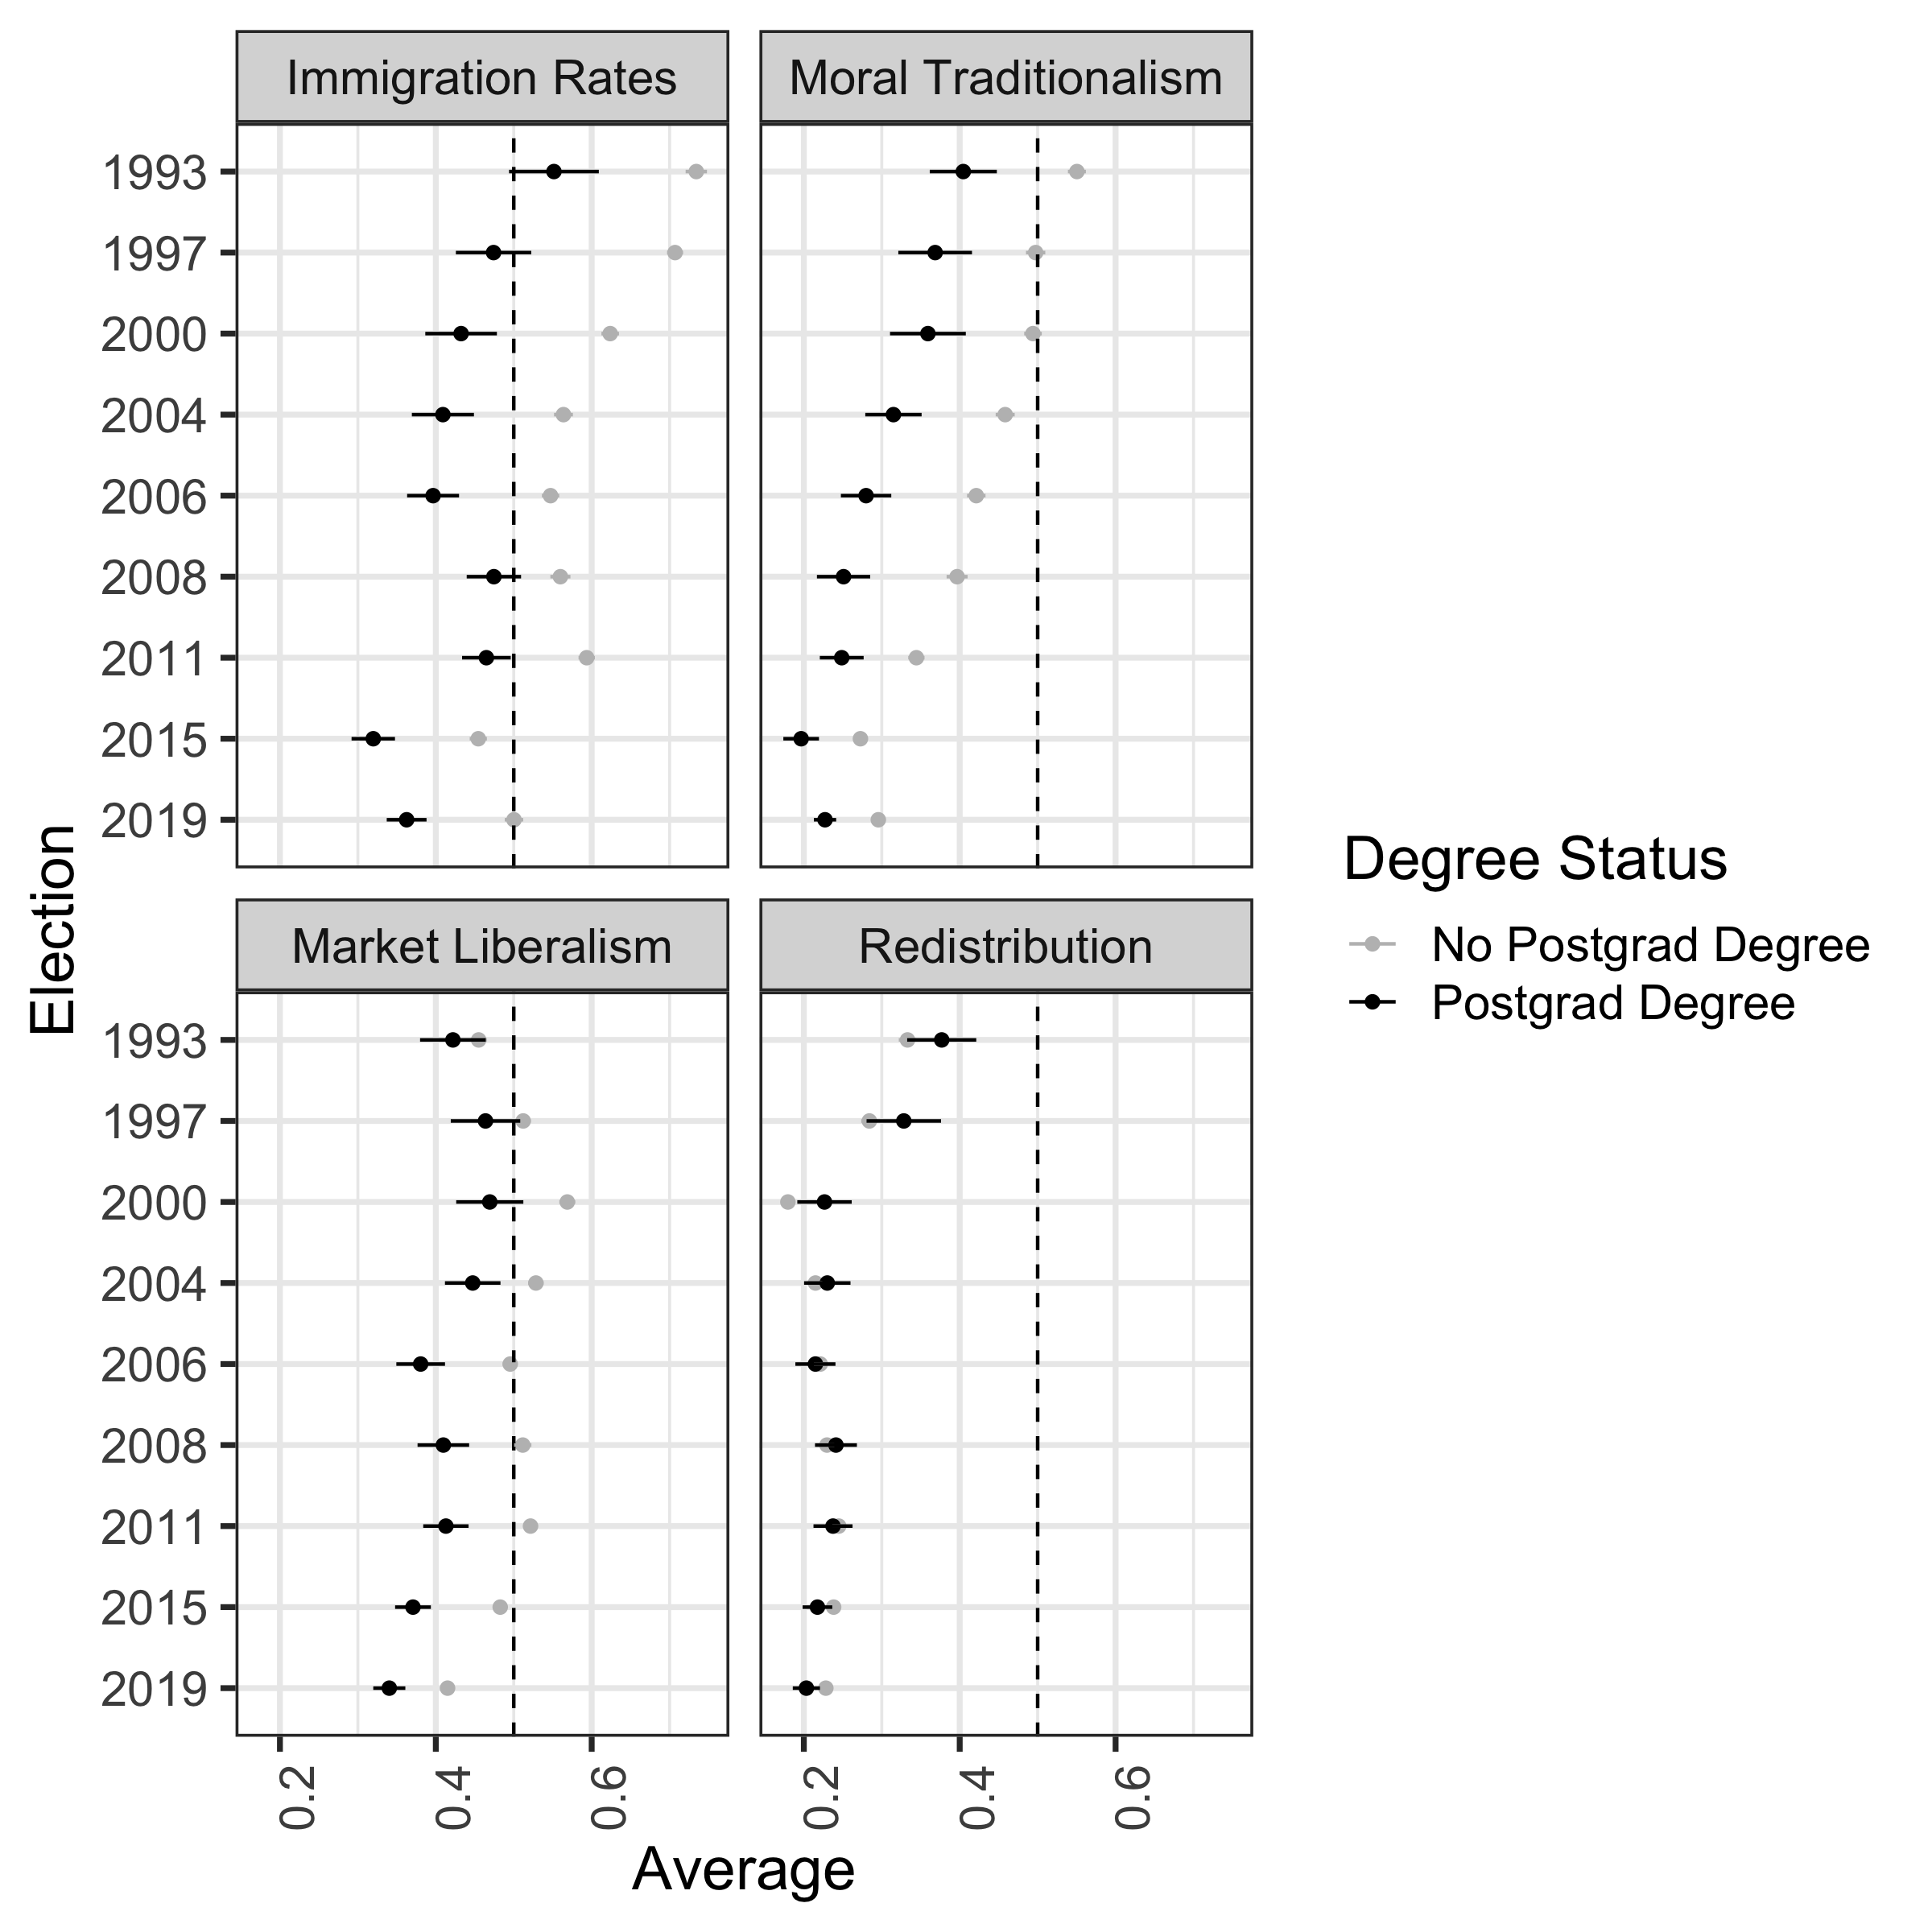 Immigration Rates
Moral Traditionalism
1993
1997
2000
2004
2006
2008
2011
2015
2019
Market Liberalism
Redistribution
1993
1997
2000
2004
2006
2008
2011
2015
2019
0.2
0.4
0.6
0.2
0.4
0.6
Average
Election
Degree Status
No Postgrad Degree
Postgrad Degree